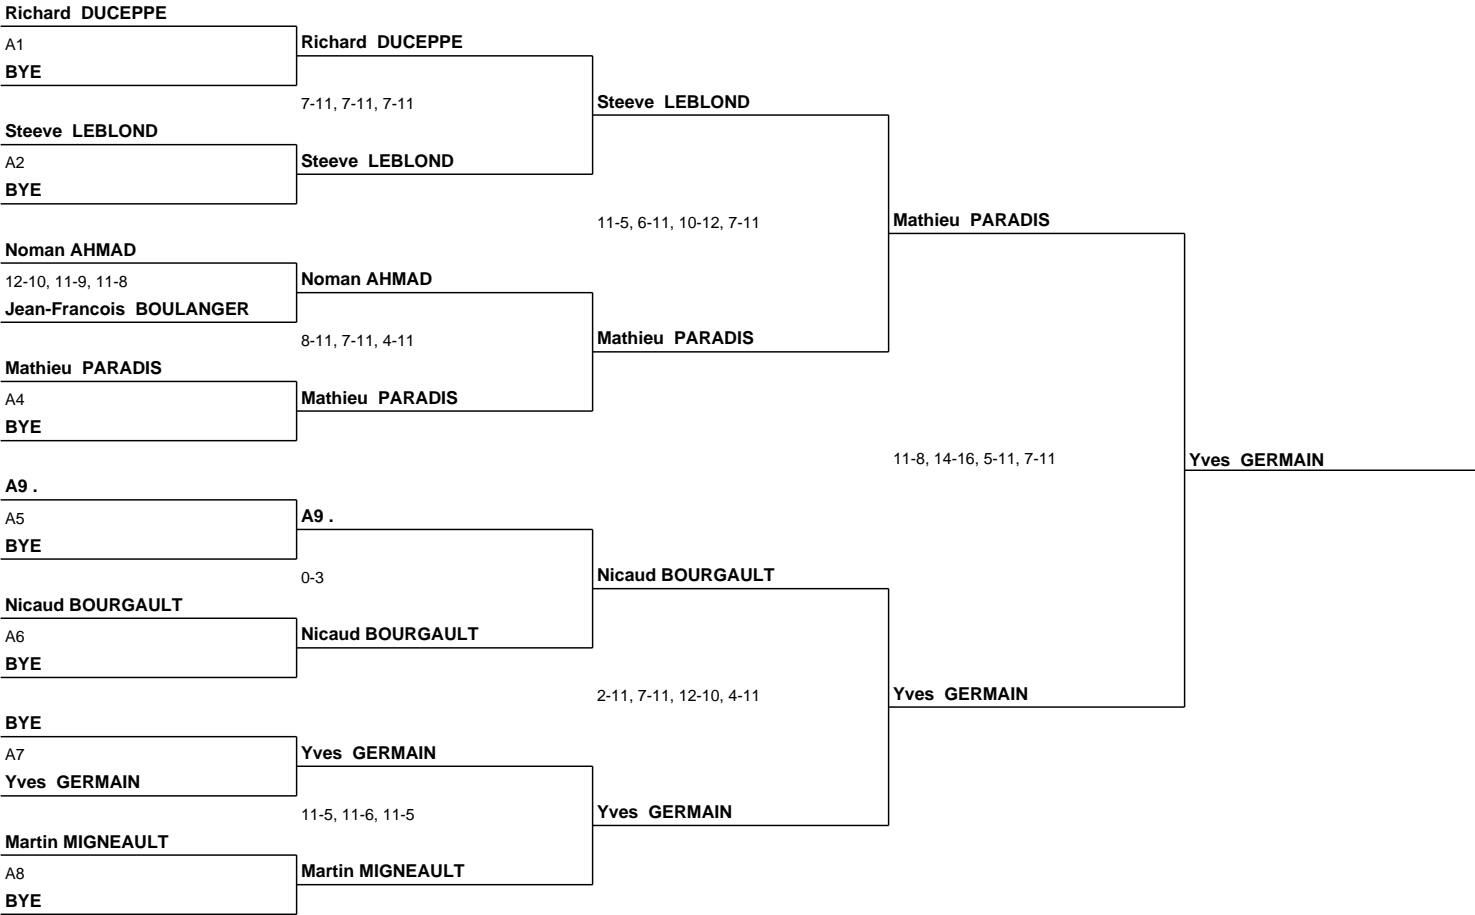 Richard DUCEPPE
A1
BYE
Steeve LEBLOND
A2
BYE
Noman AHMAD
12-10, 11-9, 11-8
Jean-Francois BOULANGER
Mathieu PARADIS
A4
BYE
A9 .
A5
BYE
Nicaud BOURGAULT
A6
BYE
BYE
A7
Yves GERMAIN
Martin MIGNEAULT
A8
BYE
Richard DUCEPPE
7-11, 7-11, 7-11
Steeve LEBLOND
Noman AHMAD
8-11, 7-11, 4-11
Mathieu PARADIS
A9 .
0-3
Nicaud BOURGAULT
Yves GERMAIN
11-5, 11-6, 11-5
Martin MIGNEAULT
Steeve LEBLOND
11-5, 6-11, 10-12, 7-11
Mathieu PARADIS
Nicaud BOURGAULT
2-11, 7-11, 12-10, 4-11
Yves GERMAIN
Mathieu PARADIS
11-8, 14-16, 5-11, 7-11
Yves GERMAIN
Yves GERMAIN